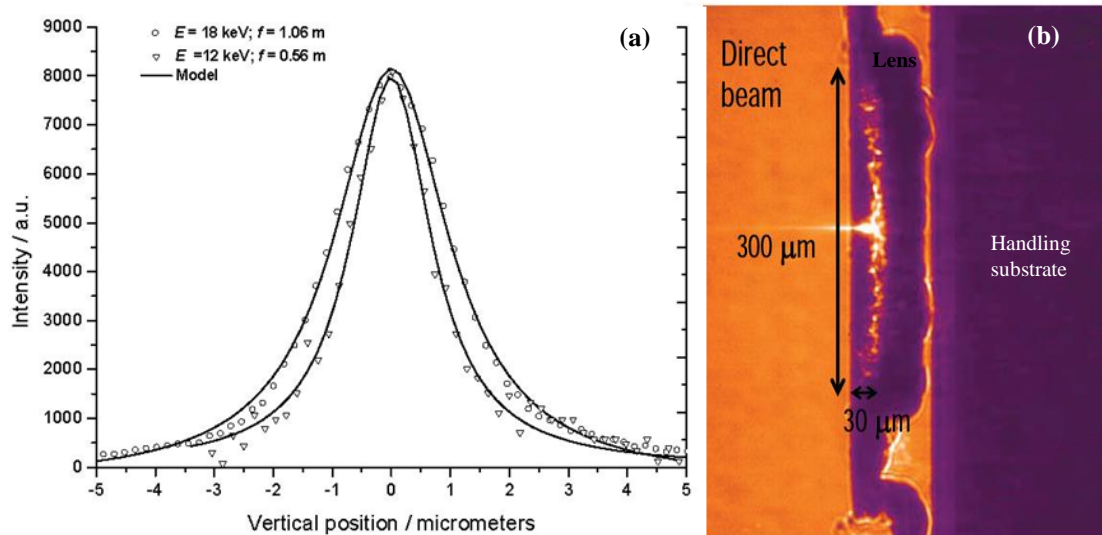 (a)
E = 18 keV; f = 1.06 m
E =12 keV; f = 0.56 m
Model
Intensity / a.u.
9000
8000
7000
6000
5000
4000
3000
2000
1000
0
-5 -4 -3 -2 -1 0 1 2 3 4 5
Vertical position / micrometers
(b)
Direct
beam
Lens
300 μm
30 μm
Handling
substrate